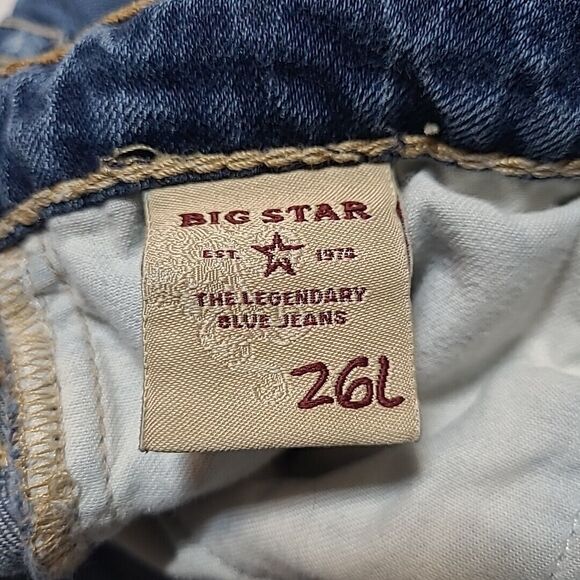 BIG STAR
EST. 1974
THE LEGENDARY
BLUE JEANS
26L